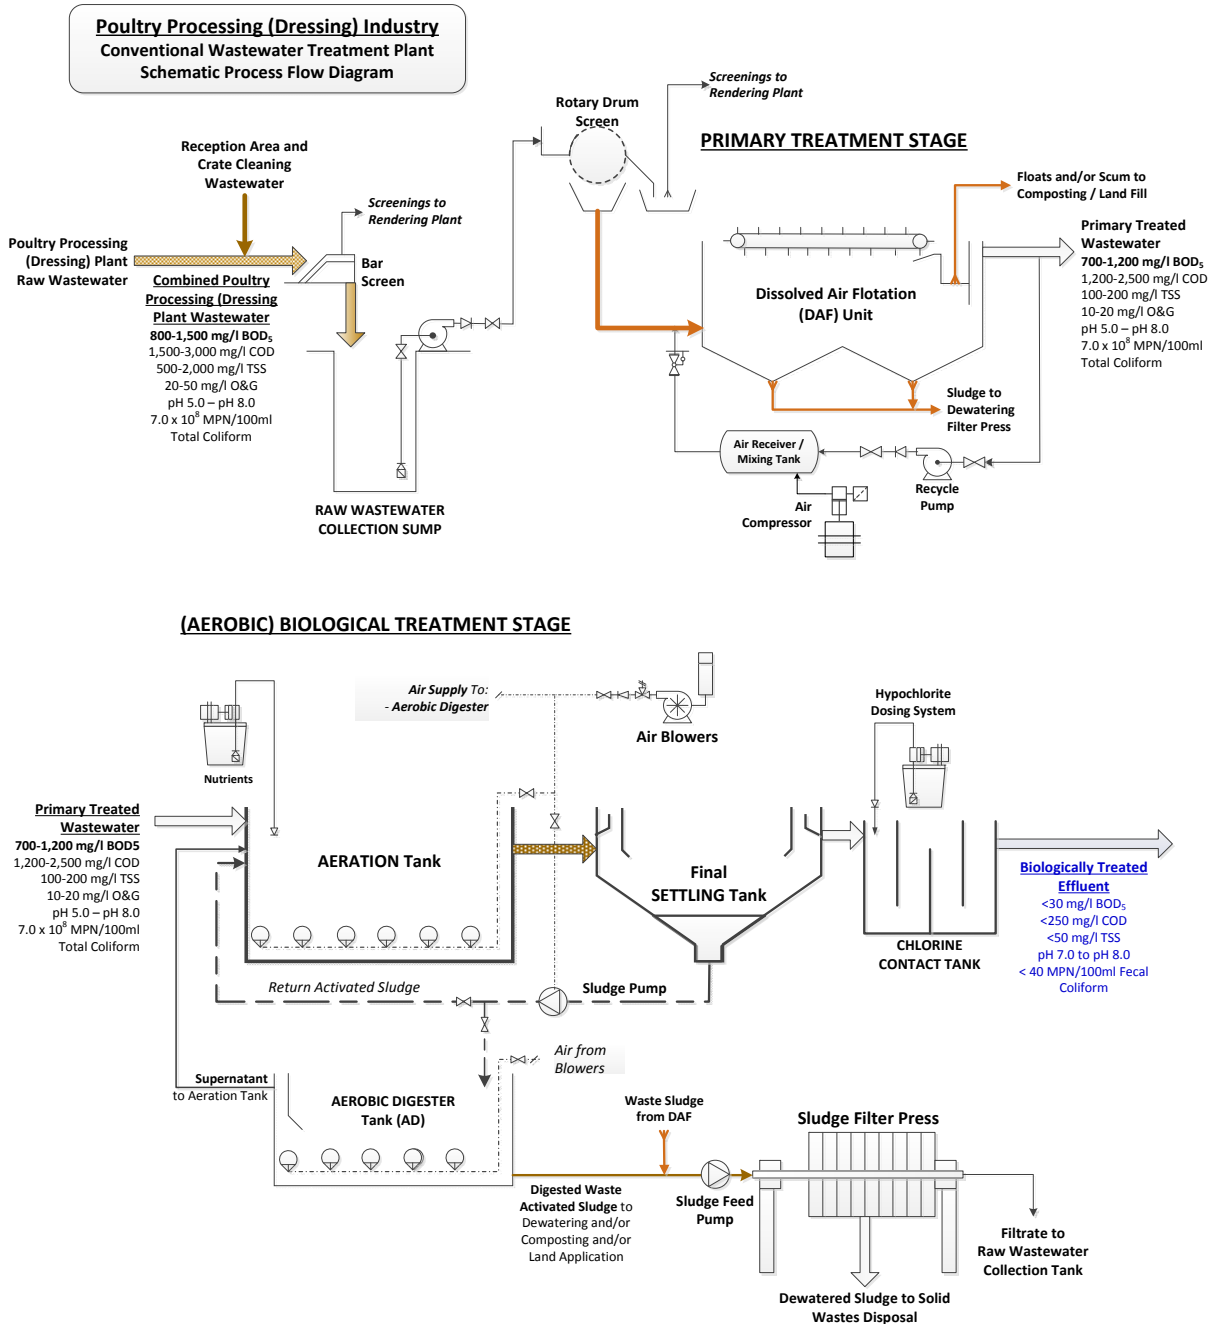 Poultry Processing (Dressing) Industry
Conventional Wastewater Treatment Plant
Schematic Process Flow Diagram
Reception Area and
Crate Cleaning
Wastewater
Screenings to
Rendering Plant
Poultry Processing
(Dressing) Plant
Raw Wastewater
Bar
Screen
Combined Poultry
Processing (Dressing
Plant Wastewater
800-1,500 mg/l BOD₅
1,500-3,000 mg/l COD
500-2,000 mg/l TSS
20-50 mg/l O&G
pH 5.0 – pH 8.0
7.0 x 10⁸ MPN/100ml
Total Coliform
RAW WASTEWATER
COLLECTION SUMP
Rotary Drum
Screen
Screenings to
Rendering Plant
PRIMARY TREATMENT STAGE
Floats and/or Scum to
Composting / Land Fill
Primary Treated
Wastewater
700-1,200 mg/l BOD₅
1,200-2,500 mg/l COD
100-200 mg/l TSS
10-20 mg/l O&G
pH 5.0 – pH 8.0
7.0 x 10⁸ MPN/100ml
Total Coliform
Dissolved Air Flotation
(DAF) Unit
Sludge to
Dewatering
Filter Press
Air Receiver /
Mixing Tank
Recycle
Pump
Air
Compressor
(AEROBIC) BIOLOGICAL TREATMENT STAGE
Air Supply To:
- Aerobic Digester
Air Blowers
Hypochlorite
Dosing System
Nutrients
Primary Treated
Wastewater
700-1,200 mg/l BOD5
1,200-2,500 mg/l COD
100-200 mg/l TSS
10-20 mg/l O&G
pH 5.0 – pH 8.0
7.0 x 10⁸ MPN/100ml
Total Coliform
AERATION Tank
Final
SETTLING Tank
CHLORINE
CONTACT TANK
Biologically Treated
Effluent
<30 mg/l BOD₅
<250 mg/l COD
<50 mg/l TSS
pH 7.0 to pH 8.0
< 40 MPN/100ml Fecal
Coliform
Return Activated Sludge
Sludge Pump
Air from
Blowers
Supernatant
to Aeration Tank
AEROBIC DIGESTER
Tank (AD)
Waste Sludge
from DAF
Sludge Filter Press
Digested Waste
Activated Sludge to
Dewatering and/or
Composting and/or
Land Application
Sludge Feed
Pump
Filtrate to
Raw Wastewater
Collection Tank
Dewatered Sludge to Solid
Wastes Disposal